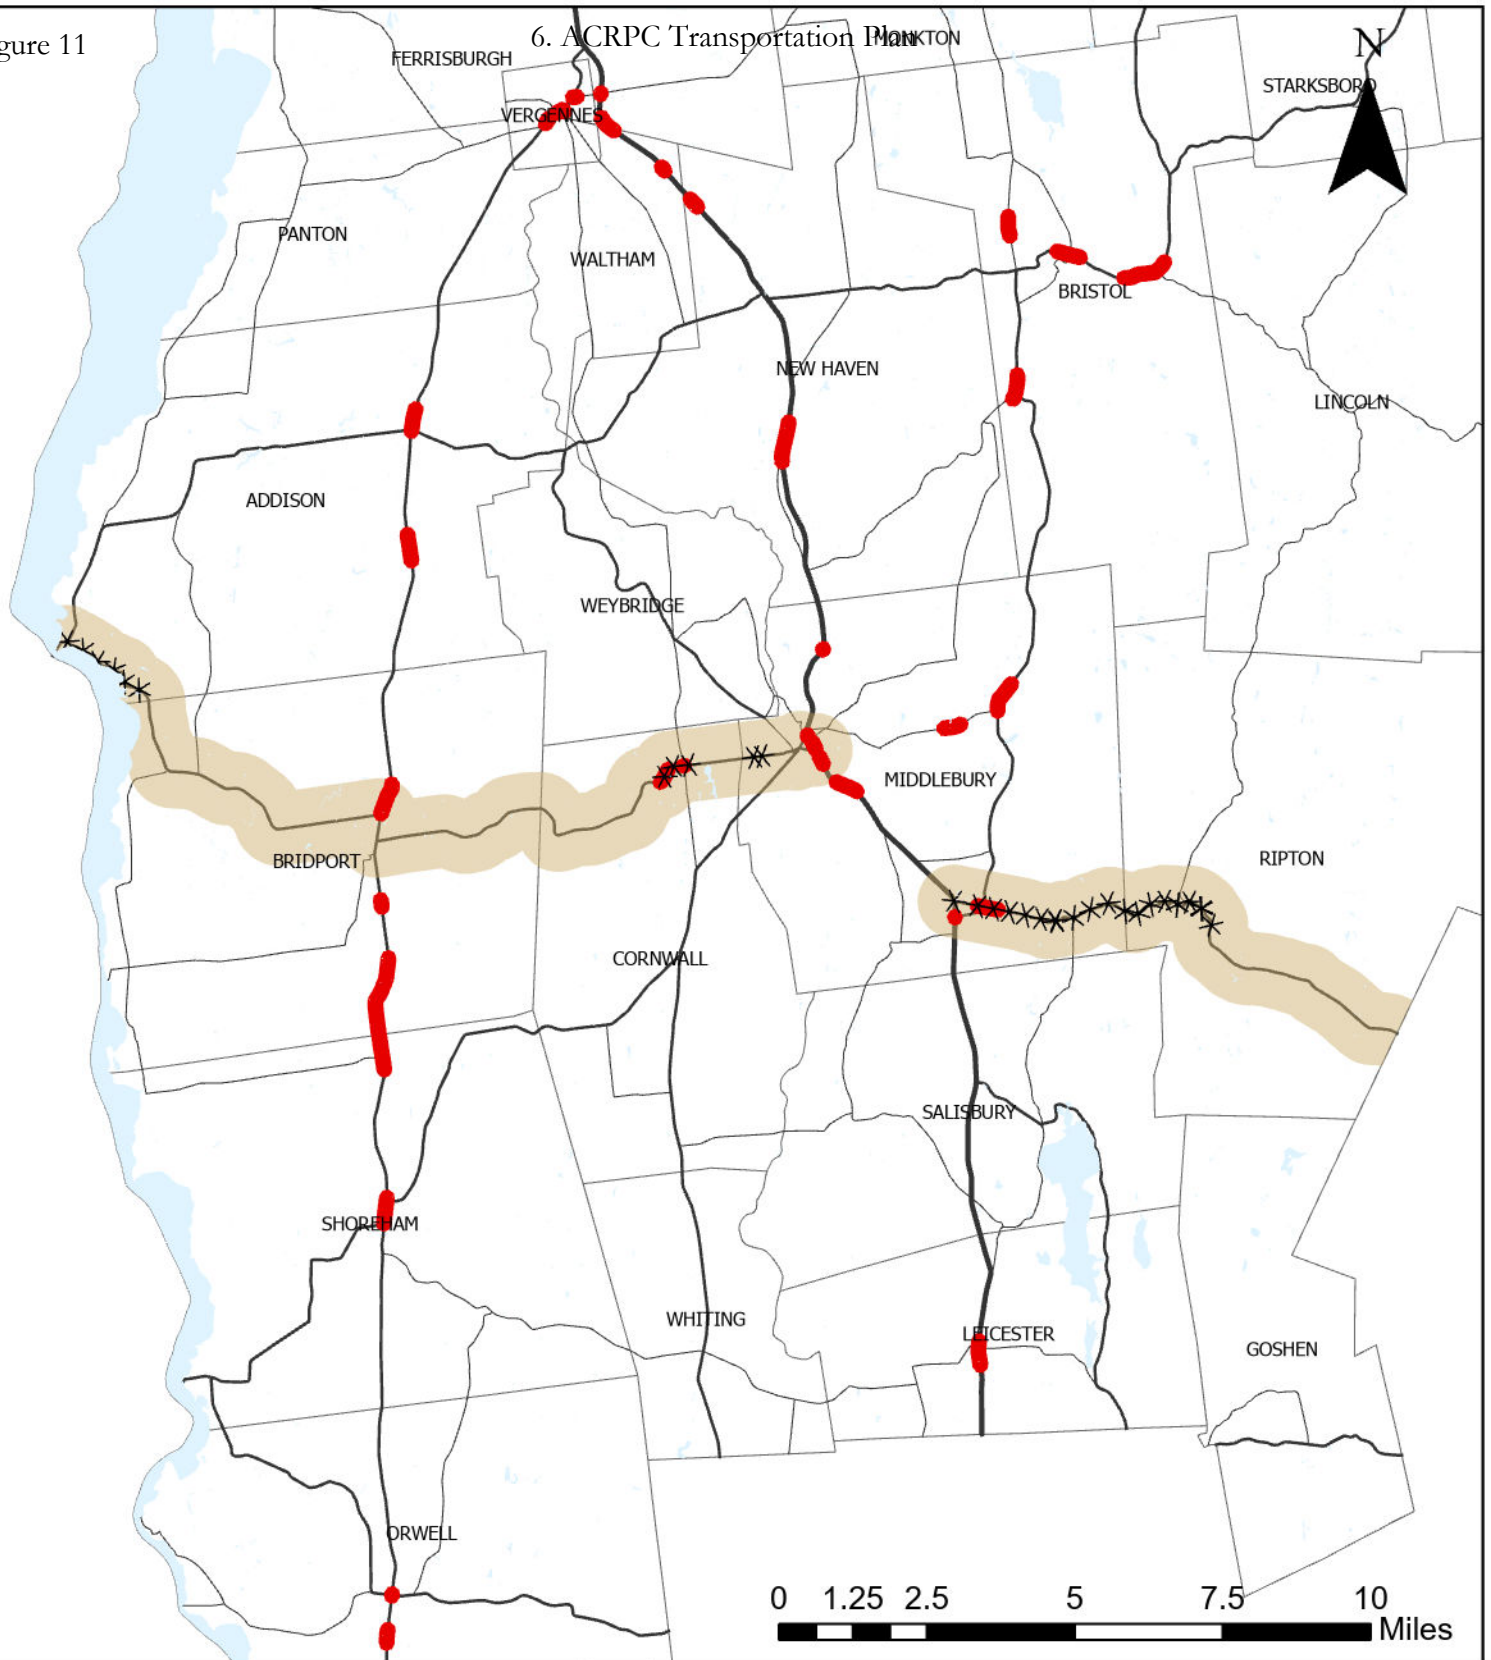 gure 11
6. ACRPC Transportation Plan
MONKTON
N
FERRISBURGH
STARKSBORO
VERGENNES
PANTON
WALTHAM
BRISTOL
NEW HAVEN
LINCOLN
ADDISON
WEYBRIDGE
MIDDLEBURY
BRIDPORT
RIPTON
CORNWALL
SALISBURY
SHOREHAM
WHITING
LEICESTER
GOSHEN
ORWELL
0 1.25 2.5 5 7.5 10
Miles